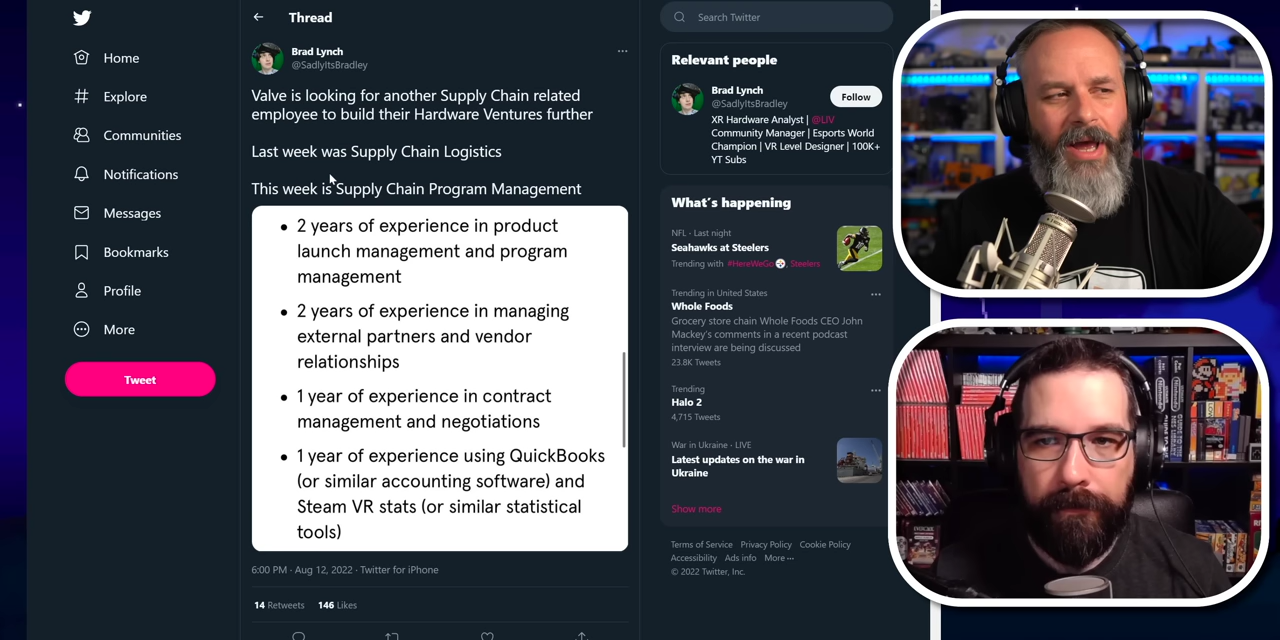 Home
Explore
Communities
Notifications
Messages
Bookmarks
Profile
More
Tweet
Thread
Brad Lynch
@SadlyItsBradley
Valve is looking for another Supply Chain related
employee to build their Hardware Ventures further
Last week was Supply Chain Logistics
This week is Supply Chain Program Management
• 2 years of experience in product
launch management and program
management
• 2 years of experience in managing
external partners and vendor
relationships
• 1 year of experience in contract
management and negotiations
• 1 year of experience using QuickBooks
(or similar accounting software) and
Steam VR stats (or similar statistical
tools)
6:00 PM · Aug 12, 2022 · Twitter for iPhone
14 Retweets 146 Likes
Search Twitter
Relevant people
Brad Lynch
@SadlyItsBradley
Follow
XR Hardware Analyst | @LIV
Community Manager | Esports World
Champion | VR Level Designer | 100K+
YT Subs
What's happening
NFL · Last night
Seahawks at Steelers
Trending with #HereWeGo, Steelers
Trending in United States
Whole Foods
Grocery store chain Whole Foods CEO John
Mackey's comments in a recent podcast
interview are being discussed
23.8K Tweets
Trending
Halo 2
4,715 Tweets
War in Ukraine · LIVE
Latest updates on the war in
Ukraine
Show more
Terms of Service Privacy Policy Cookie Policy
Accessibility Ads info More ···
© 2022 Twitter, Inc.